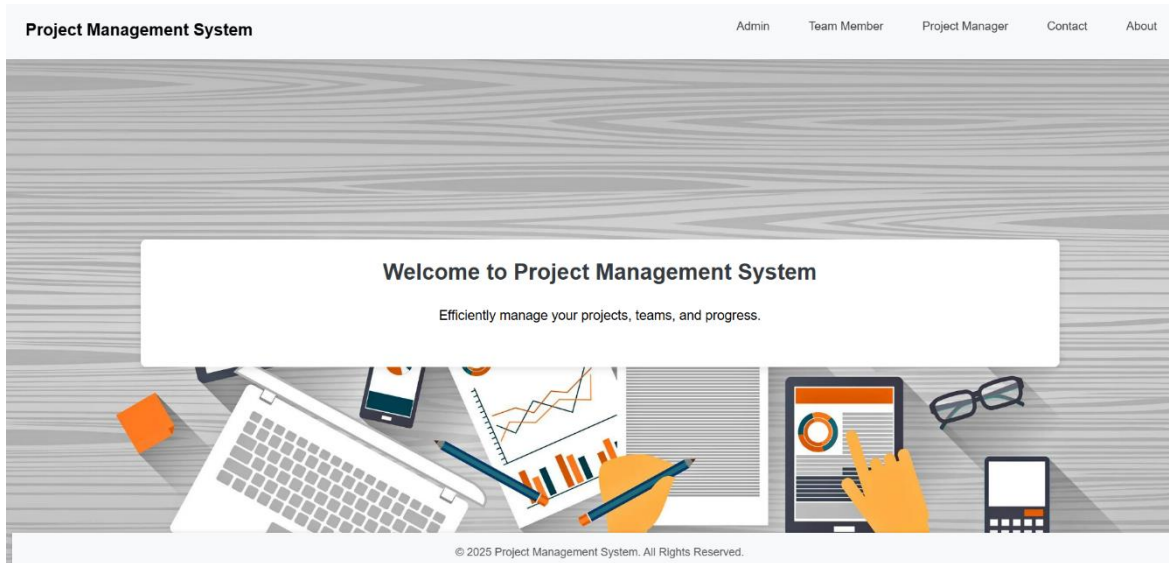 Project Management System
Admin Team Member Project Manager Contact About
Welcome to Project Management System
Efficiently manage your projects, teams, and progress.
© 2025 Project Management System. All Rights Reserved.